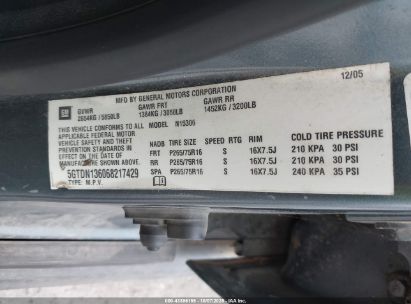 12/05
MFD BY GENERAL MOTORS CORPORATION
GM
GVWR GAWR FRT GAWR RR
2654KG/5850LB 1384KG/3050LB 1452KG/3200LB
THIS VEHICLE CONFORMS TO ALL MODEL N15306
APPLICABLE FEDERAL MOTOR
VEHICLE SAFETY AND THEFT
PREVENTION STANDARDS IN
EFFECT ON THE DATE OF
MANUFACTURE SHOWN ABOVE.
5GTDN136068217429
TYPE: M.P.V.
NADB TIRE SIZE SPEED RTG RIM COLD TIRE PRESSURE
FRT P265/75R16 S 16X7.5J 210 KPA 30 PSI
RR P265/75R16 S 16X7.5J 210 KPA 30 PSI
SPA P265/75R16 S 16X7.5J 240 KPA 35 PSI